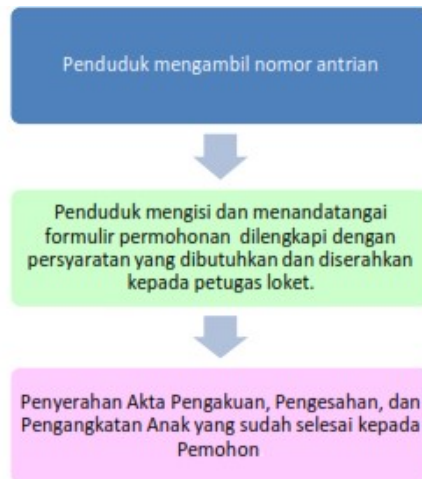 Penduduk mengambil nomor antrian
Penduduk mengisi dan menandatangai
formulir permohonan dilengkapi dengan
persyaratan yang dibutuhkan dan diserahkan
kepada petugas loket.
Penyerahan Akta Pengakuan, Pengesahan, dan
Pengangkatan Anak yang sudah selesai kepada
Pemohon